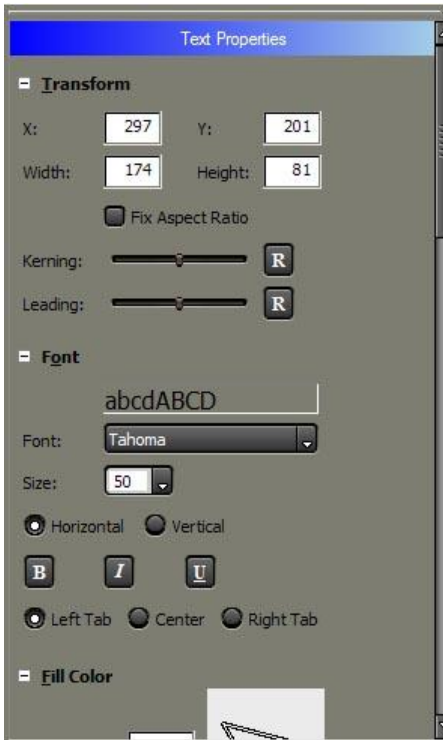 Text Properties
Transform
X: 297 Y: 201
Width: 174 Height: 81
Fix Aspect Ratio
Kerning: R
Leading: R
Font
abcdABCD
Font: Tahoma
Size: 50
Horizontal Vertical
B I U
Left Tab Center Right Tab
Fill Color